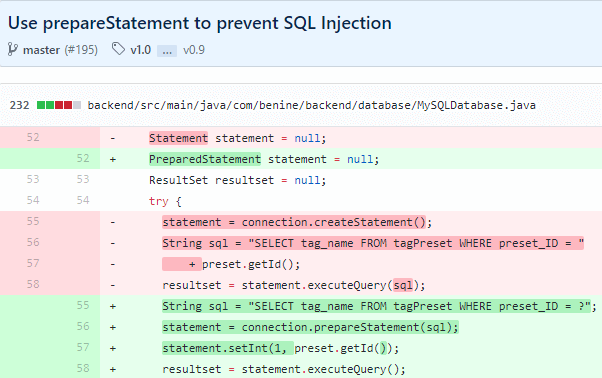 Use prepareStatement to prevent SQL Injection
master (#195) v1.0 ... v0.9
232 backend/src/main/java/com/benine/backend/database/MySQLDatabase.java
52 - Statement statement = null;
52 + PreparedStatement statement = null;
53 53 ResultSet resultset = null;
54 54 try {
55 - statement = connection.createStatement();
56 - String sql = "SELECT tag_name FROM tagPreset WHERE preset_ID = "
57 - + preset.getId();
58 - resultset = statement.executeQuery(sql);
55 + String sql = "SELECT tag_name FROM tagPreset WHERE preset_ID = ?";
56 + statement = connection.prepareStatement(sql);
57 + statement.setInt(1, preset.getId());
58 + resultset = statement.executeQuery();